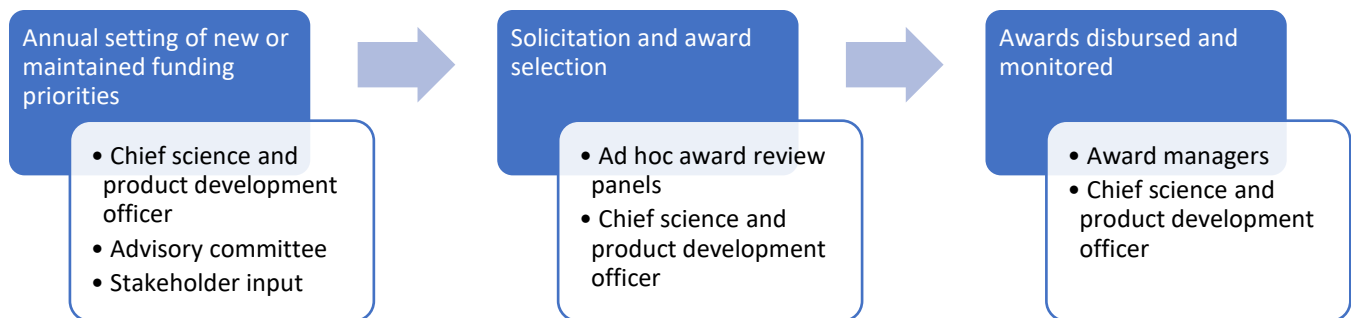 Annual setting of new or
maintained funding
priorities
• Chief science and
product development
officer
• Advisory committee
• Stakeholder input
Solicitation and award
selection
• Ad hoc award review
panels
• Chief science and
product development
officer
Awards disbursed and
monitored
• Award managers
• Chief science and
product development
officer